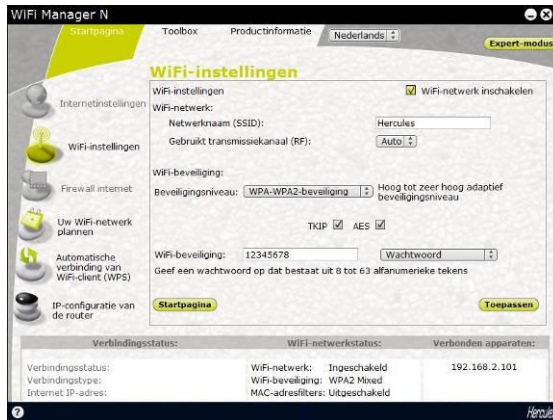 WiFi Manager N
Startpagina Toolbox Productinformatie Nederlands
Expert-modus
WiFi-instellingen
WiFi-instellingen WiFi-netwerk inschakelen
WiFi-netwerk:
Netwerknaam (SSID): Hercules
Gebruikt transmissiekanaal (RF): Auto
WiFi-beveiliging:
Beveiligingsniveau: WPA-WPA2-beveiliging Hoog tot zeer hoog adaptief
beveiligingsniveau
TKIP AES
WiFi-beveiliging: 12345678 Wachtwoord
Geef een wachtwoord op dat bestaat uit 8 tot 63 alfanumerieke tekens
Startpagina Toepassen
Internetinstellingen
WiFi-instellingen
Firewall internet
Uw WiFi-netwerk
plannen
Automatische
verbinding van
WiFi-client (WPS)
IP-configuratie van
de router
Verbindingsstatus: WiFi-netwerkstatus: Verbonden apparaten:
Verbindingsstatus: WiFi-netwerk: Ingeschakeld 192.168.2.101
Verbindingstype: WiFi-beveiliging: WPA2 Mixed
Internet IP-adres: MAC-adresfilters: Uitgeschakeld